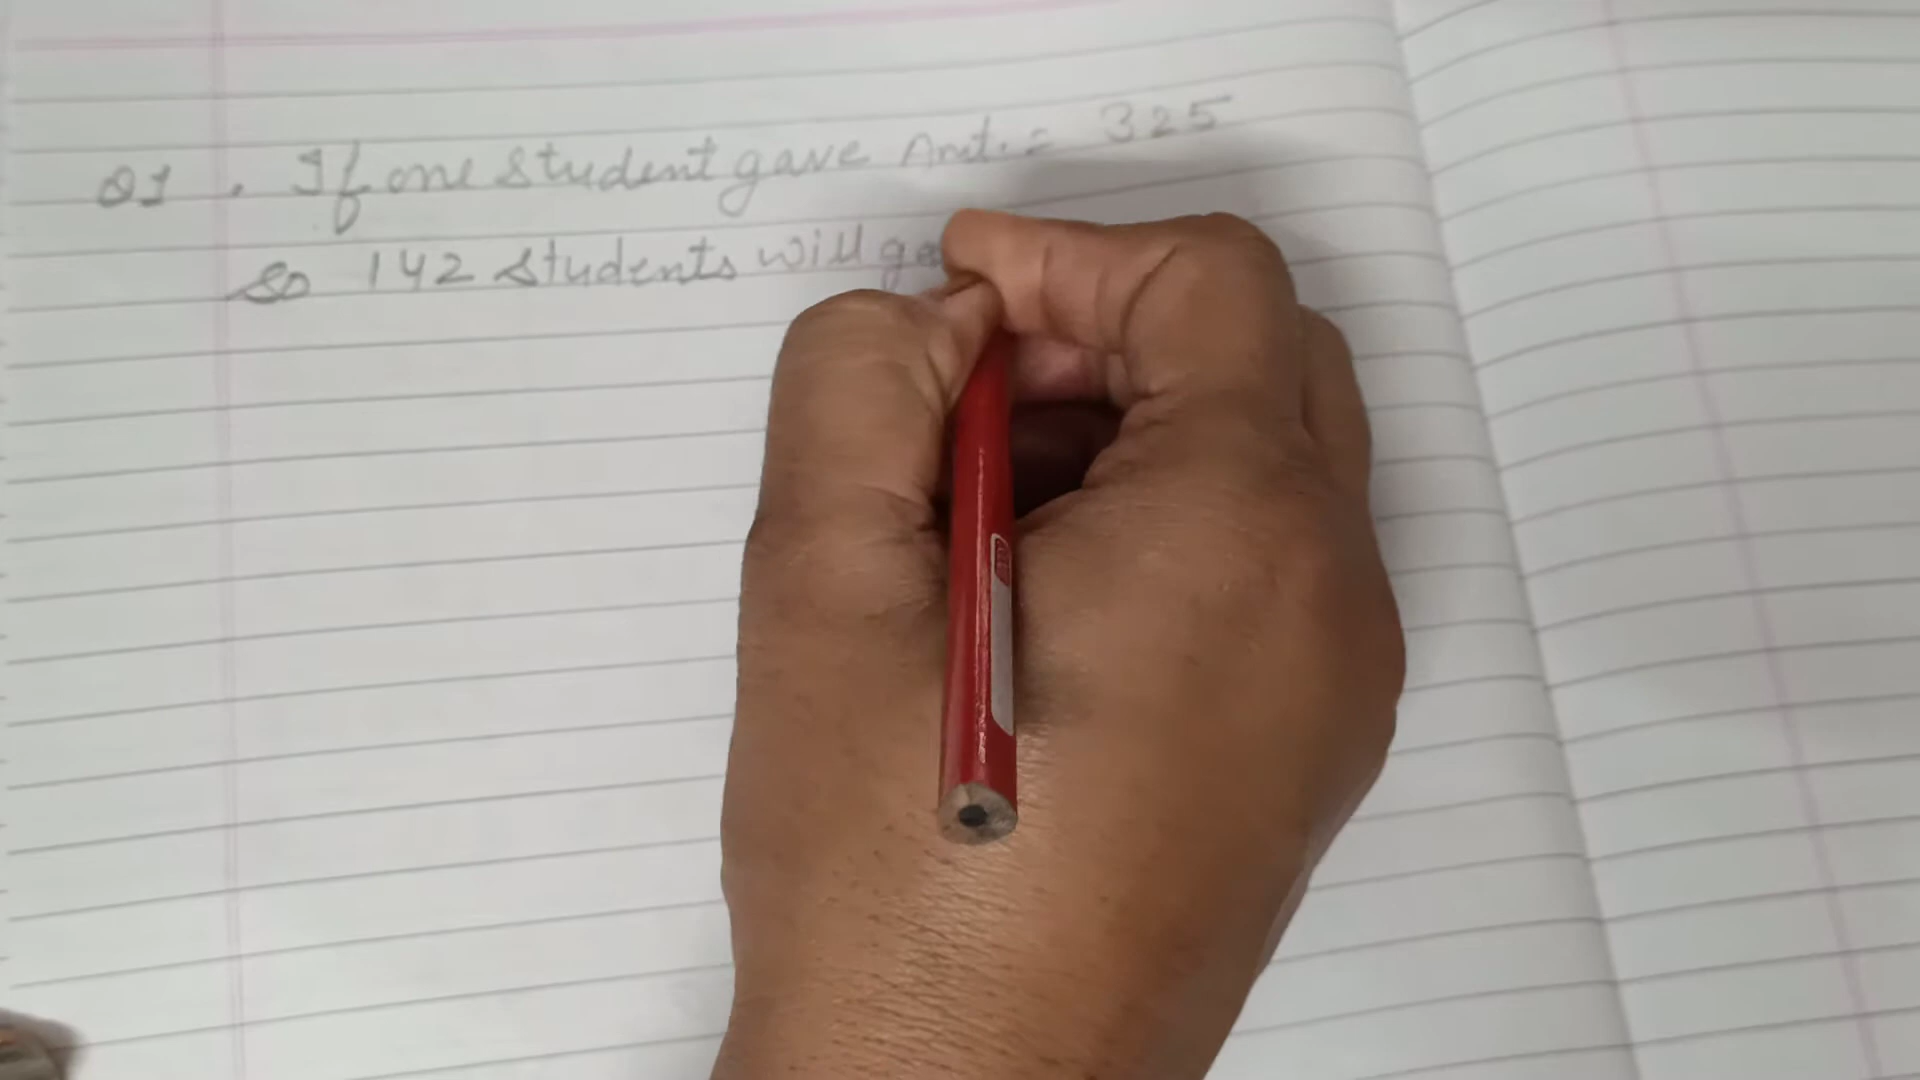 Q1. If one student gave Amt. = 325
So 142 students will